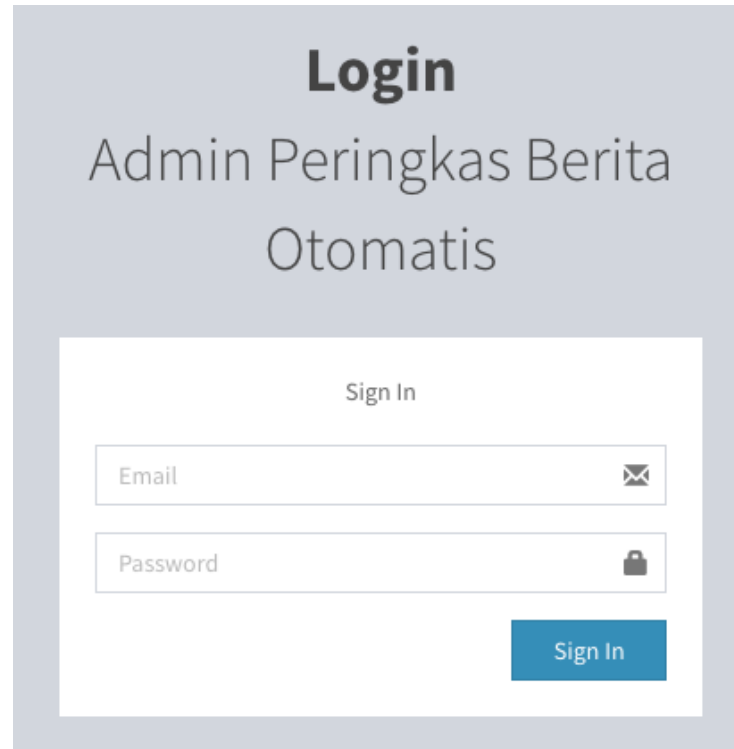 Login
Admin Peringkas Berita
Otomatis
Sign In
Email
Password
Sign In